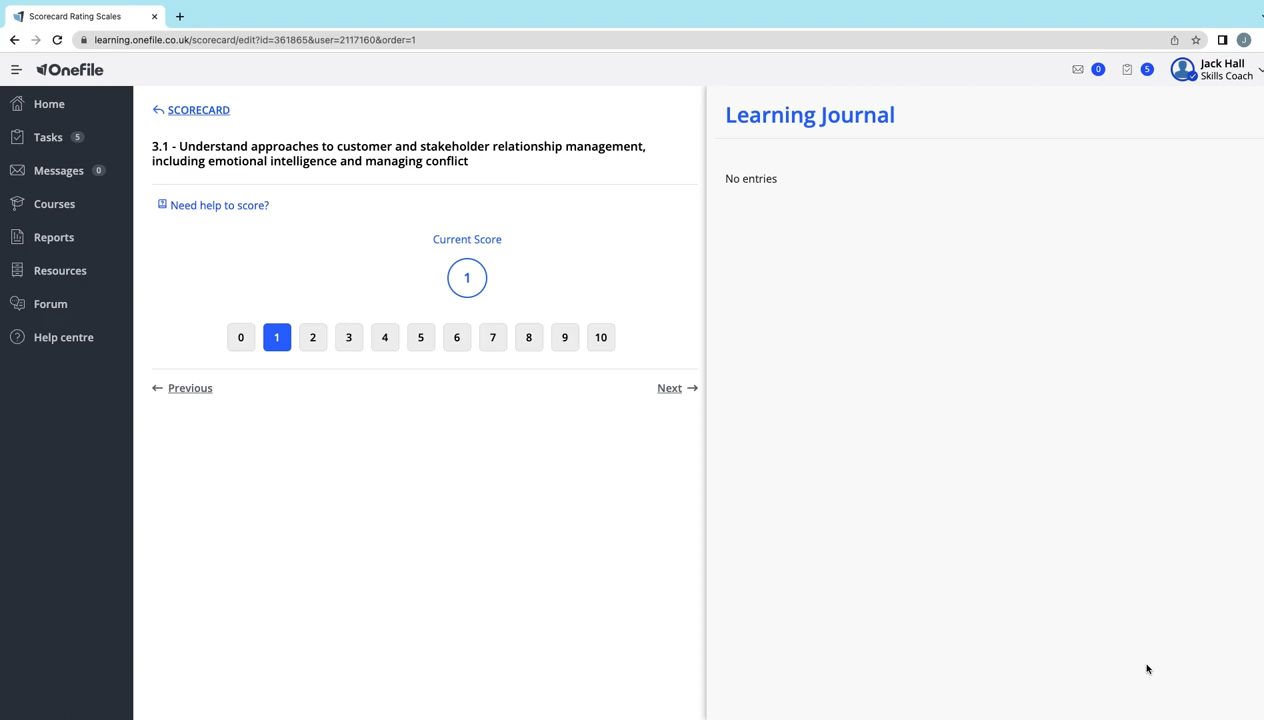 Scorecard Rating Scales
learning.onefile.co.uk/scorecard/edit?id=361865&user=2117160&order=1
J
Onefile
0
5
Jack Hall
Skills Coach
Home
Tasks 5
Messages 0
Courses
Reports
Resources
Forum
Help centre
SCORECARD
3.1 - Understand approaches to customer and stakeholder relationship management,
including emotional intelligence and managing conflict
Need help to score?
Current Score
1
0 1 2 3 4 5 6 7 8 9 10
Previous
Next
Learning Journal
No entries